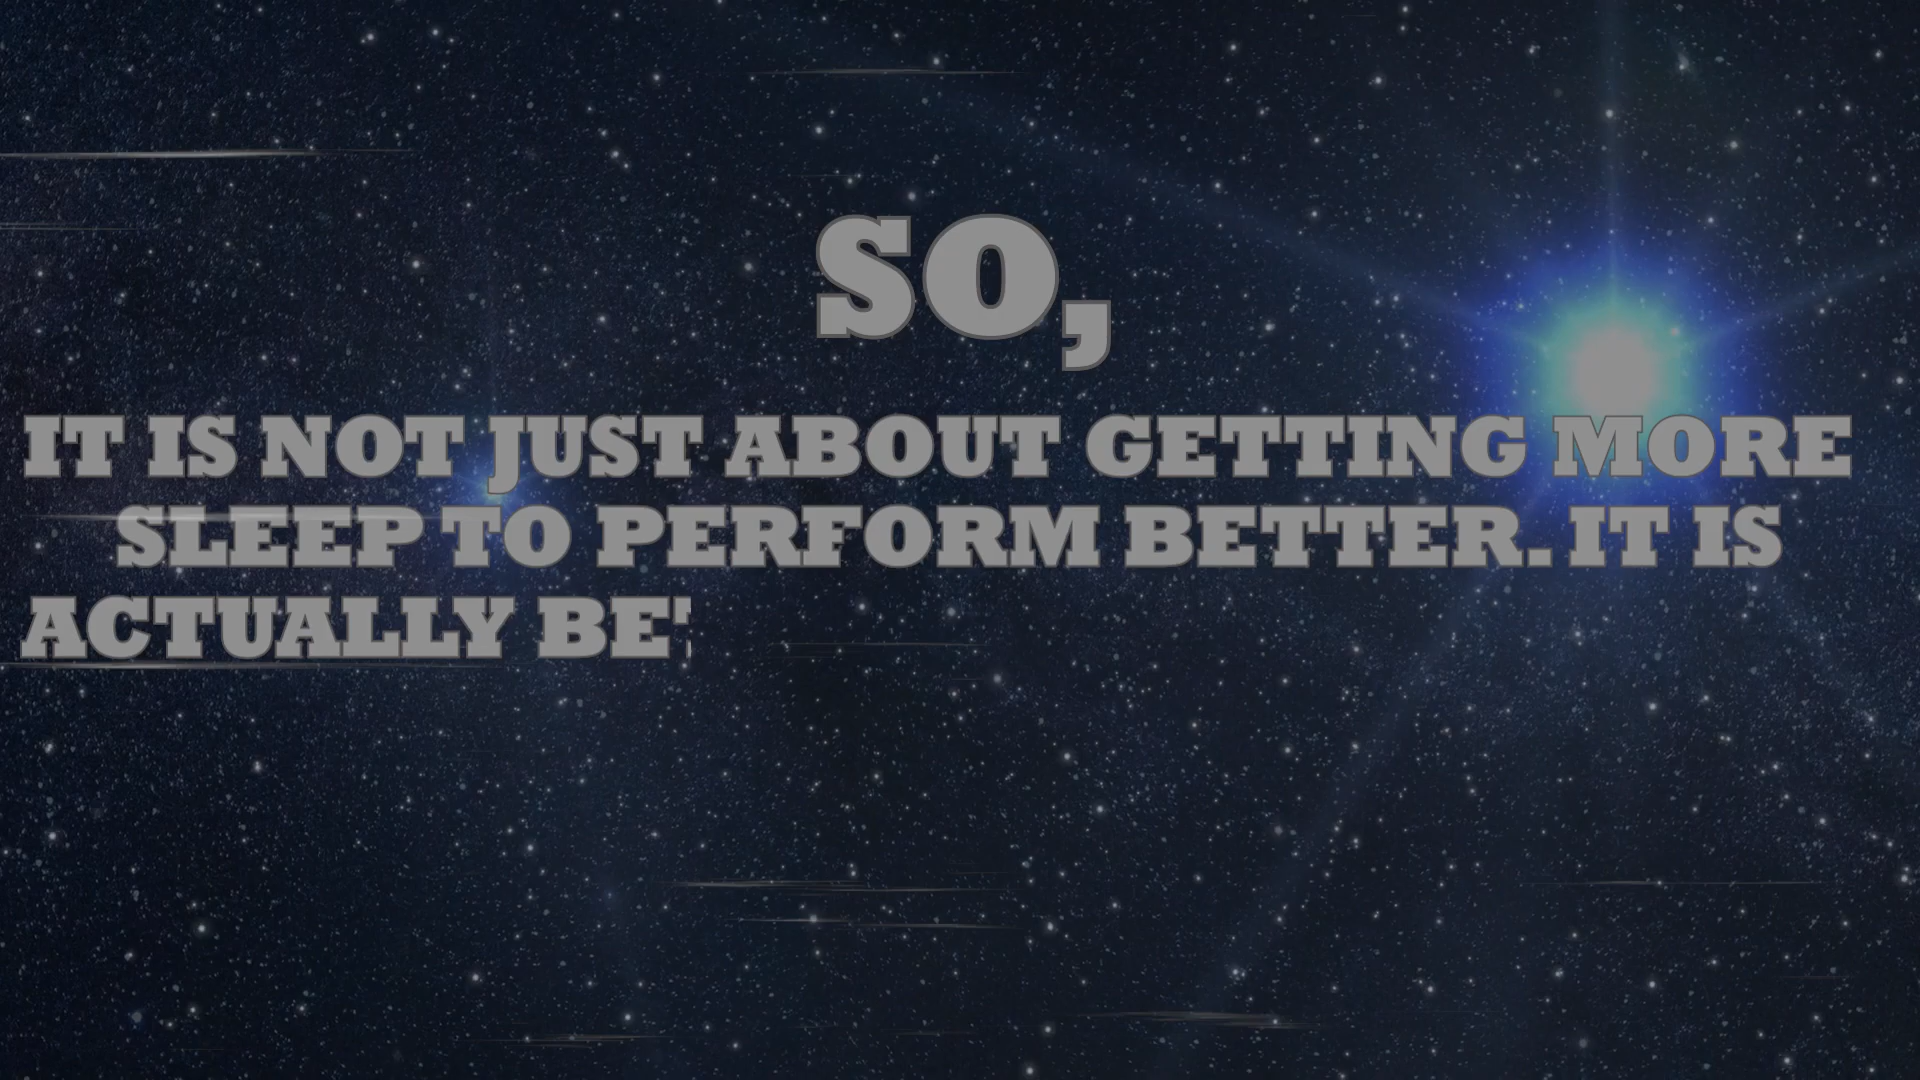 SO,
IT IS NOT JUST ABOUT GETTING MORE
SLEEP TO PERFORM BETTER. IT IS
ACTUALLY